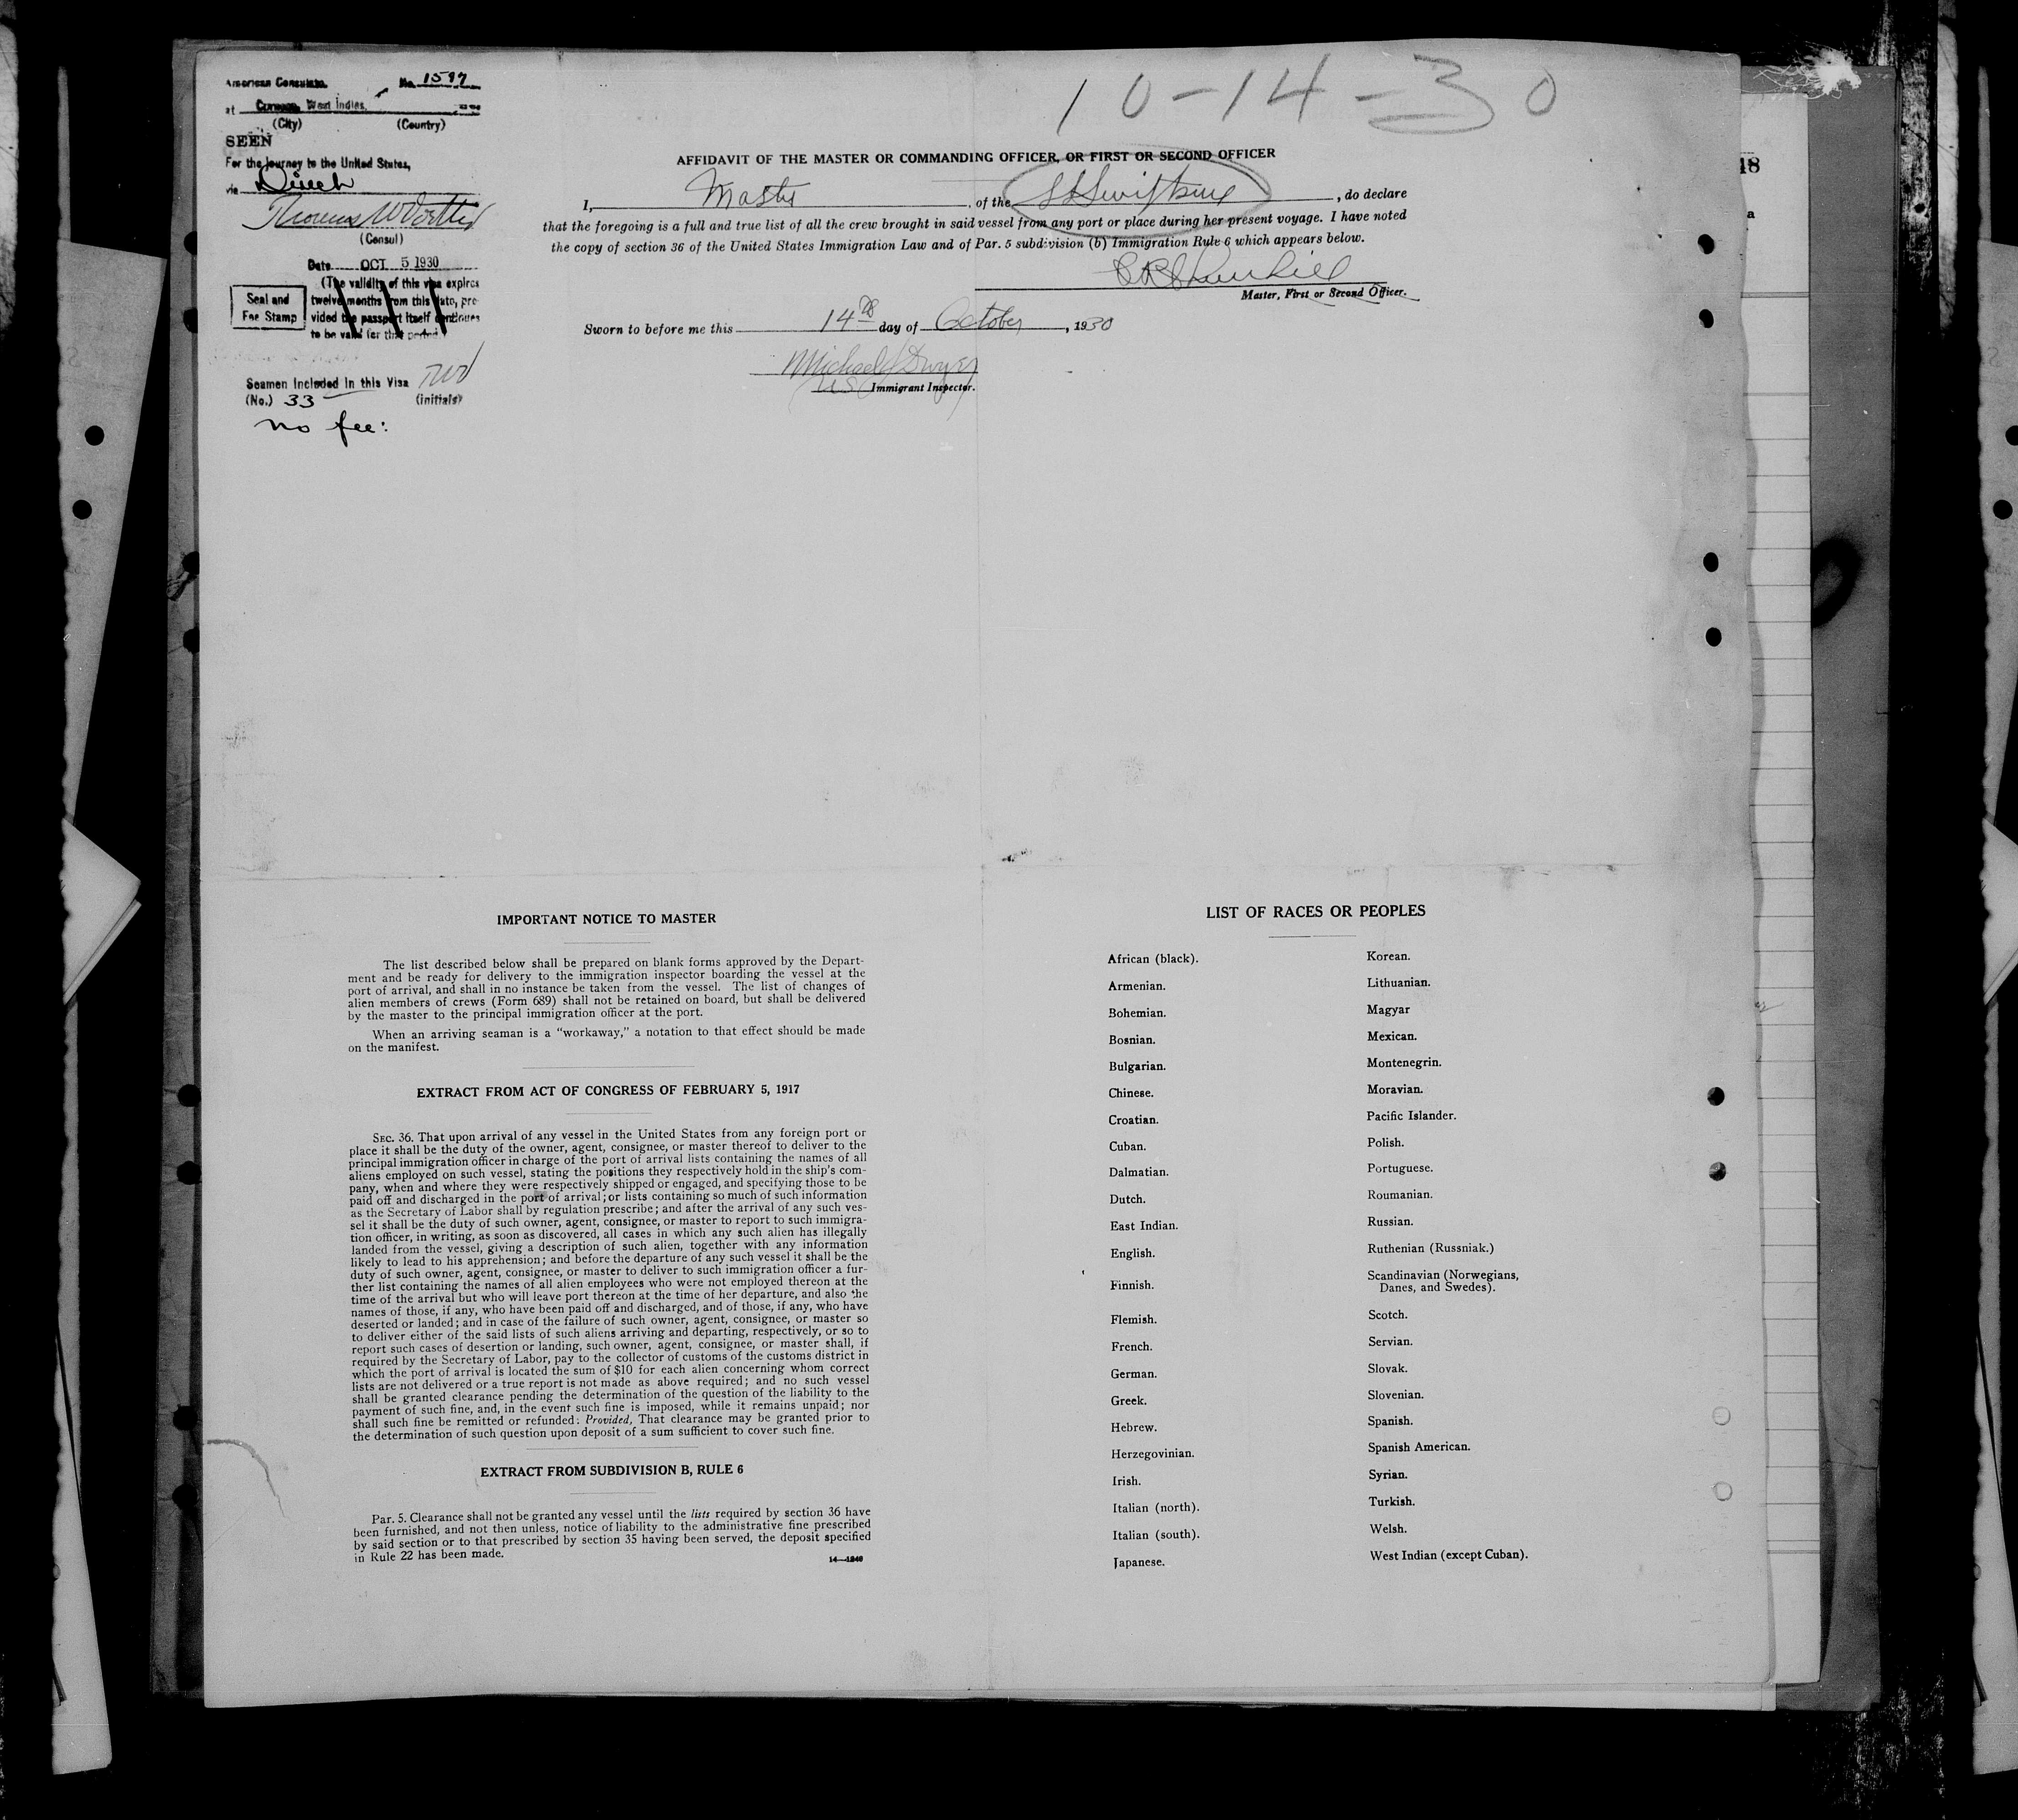 American Consulate, No. 1597
at Curacao, West Indies.
(City) (Country)
SEEN
For the journey to the United States,
via Direct
Thomas W
(Consul)
Date OCT 5 1930
(The validity of this visa expires
twelve months from this date, pro-
vided the passport itself continues
to be valid for that period.)
Seal and
Fee Stamp
Seamen Included in this Visa
(No.) 33 (initials)
no fee:
10-14-30
AFFIDAVIT OF THE MASTER OR COMMANDING OFFICER, OR FIRST OR SECOND OFFICER
I, Master, of the , do declare
that the foregoing is a full and true list of all the crew brought in said vessel from any port or place during her present voyage. I have noted
the copy of section 36 of the United States Immigration Law and of Par. 5 subdivision (b) Immigration Rule 6 which appears below.
Master, First or Second Officer.
Sworn to before me this 14th day of October, 1930
Michael Dwyer
US Immigrant Inspector.
48
a
IMPORTANT NOTICE TO MASTER
The list described below shall be prepared on blank forms approved by the Depart-
ment and be ready for delivery to the immigration inspector boarding the vessel at the
port of arrival, and shall in no instance be taken from the vessel. The list of changes of
alien members of crews (Form 689) shall not be retained on board, but shall be delivered
by the master to the principal immigration officer at the port.
When an arriving seaman is a "workaway," a notation to that effect should be made
on the manifest.
EXTRACT FROM ACT OF CONGRESS OF FEBRUARY 5, 1917
SEC. 36. That upon arrival of any vessel in the United States from any foreign port or
place it shall be the duty of the owner, agent, consignee, or master thereof to deliver to the
principal immigration officer in charge of the port of arrival lists containing the names of all
aliens employed on such vessel, stating the positions they respectively hold in the ship's com-
pany, when and where they were respectively shipped or engaged, and specifying those to be
paid off and discharged in the port of arrival; or lists containing so much of such information
as the Secretary of Labor shall by regulation prescribe; and after the arrival of any such ves-
sel it shall be the duty of such owner, agent, consignee, or master to report to such immigra-
tion officer, in writing, as soon as discovered, all cases in which any such alien has illegally
landed from the vessel, giving a description of such alien, together with any information
likely to lead to his apprehension; and before the departure of any such vessel it shall be the
duty of such owner, agent, consignee, or master to deliver to such immigration officer a fur-
ther list containing the names of all alien employees who were not employed thereon at the
time of the arrival but who will leave port thereon at the time of her departure, and also the
names of those, if any, who have been paid off and discharged, and of those, if any, who have
deserted or landed; and in case of the failure of such owner, agent, consignee, or master so
to deliver either of the said lists of such aliens arriving and departing, respectively, or so to
report such cases of desertion or landing, such owner, agent, consignee, or master shall, if
required by the Secretary of Labor, pay to the collector of customs of the customs district in
which the port of arrival is located the sum of $10 for each alien concerning whom correct
lists are not delivered or a true report is not made as above required; and no such vessel
shall be granted clearance pending the determination of the question of the liability to the
payment of such fine, and, in the event such fine is imposed, while it remains unpaid; nor
shall such fine be remitted or refunded: Provided, That clearance may be granted prior to
the determination of such question upon deposit of a sum sufficient to cover such fine.
EXTRACT FROM SUBDIVISION B, RULE 6
Par. 5. Clearance shall not be granted any vessel until the lists required by section 36 have
been furnished, and not then unless, notice of liability to the administrative fine prescribed
by said section or to that prescribed by section 35 having been served, the deposit specified
in Rule 22 has been made.
14—1240
LIST OF RACES OR PEOPLES
African (black).
Armenian.
Bohemian.
Bosnian.
Bulgarian.
Chinese.
Croatian.
Cuban.
Dalmatian.
Dutch.
East Indian.
English.
Finnish.
Flemish.
French.
German.
Greek.
Hebrew.
Herzegovinian.
Irish.
Italian (north).
Italian (south).
Japanese.
Korean.
Lithuanian.
Magyar
Mexican.
Montenegrin.
Moravian.
Pacific Islander.
Polish.
Portuguese.
Roumanian.
Russian.
Ruthenian (Russniak.)
Scandinavian (Norwegians,
Danes, and Swedes).
Scotch.
Servian.
Slovak.
Slovenian.
Spanish.
Spanish American.
Syrian.
Turkish.
Welsh.
West Indian (except Cuban).